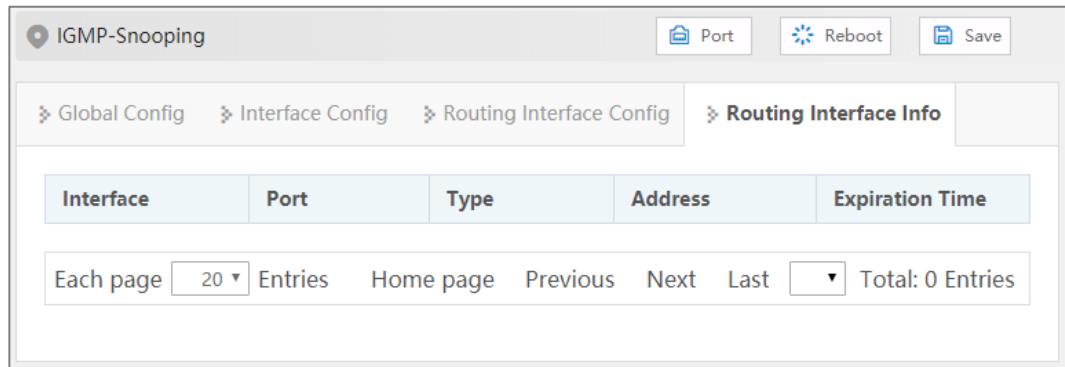 IGMP-Snooping Port Reboot Save
Global Config Interface Config Routing Interface Config Routing Interface Info
Interface Port Type Address Expiration Time
Each page 20 Entries Home page Previous Next Last Total: 0 Entries